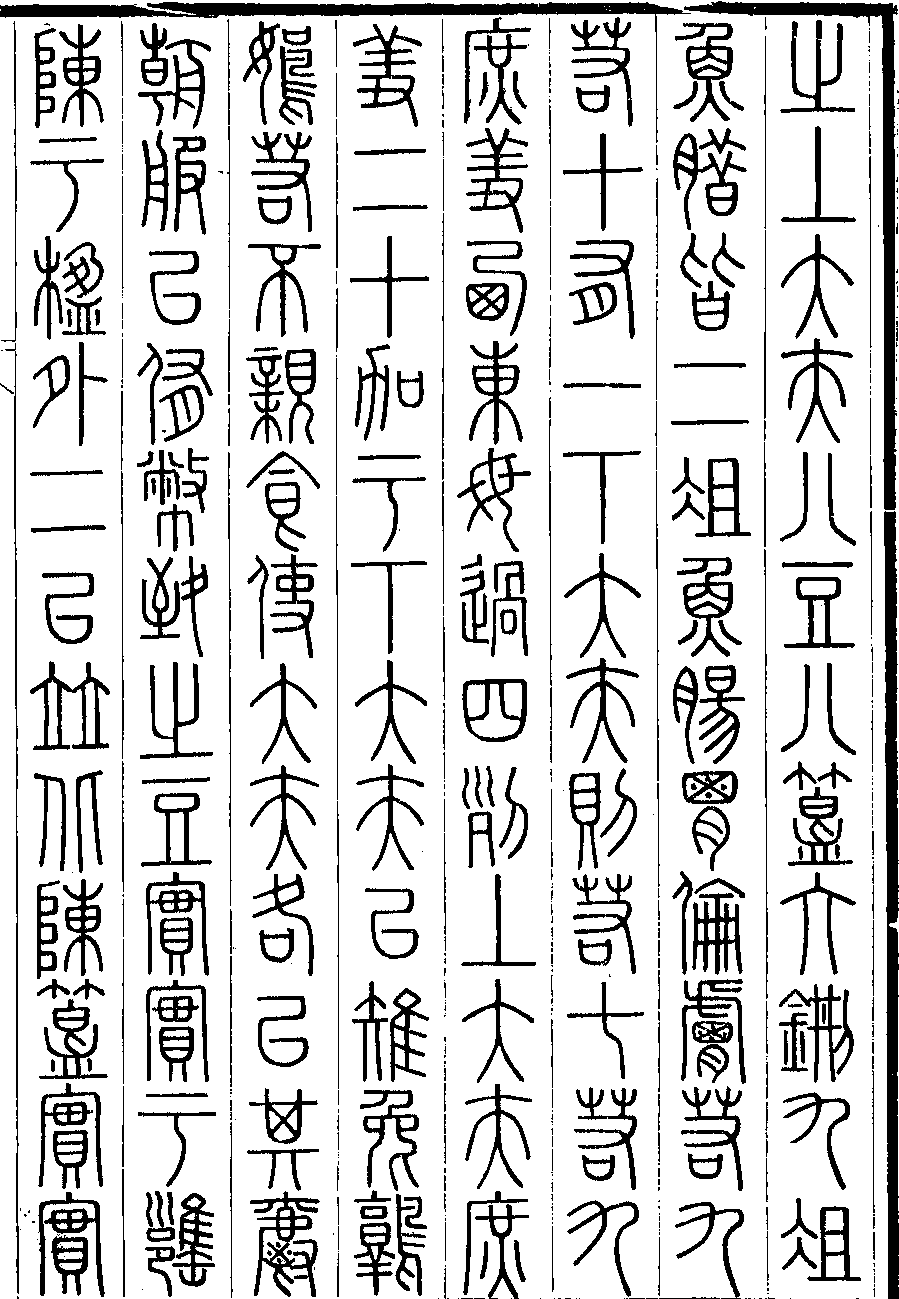 之上大夫八豆八簋六鉶九俎
魚腊皆二俎魚腸胃倫膚若九
若十有一下大夫則若七若九
庶羞西東毋過四列上大夫庶
羞二十加于下大夫以雉兔鶉
鴽若不親食使大夫各以其爵
朝服以侑幣致之豆實實于罋
陳于楹外二以並北陳簋實實